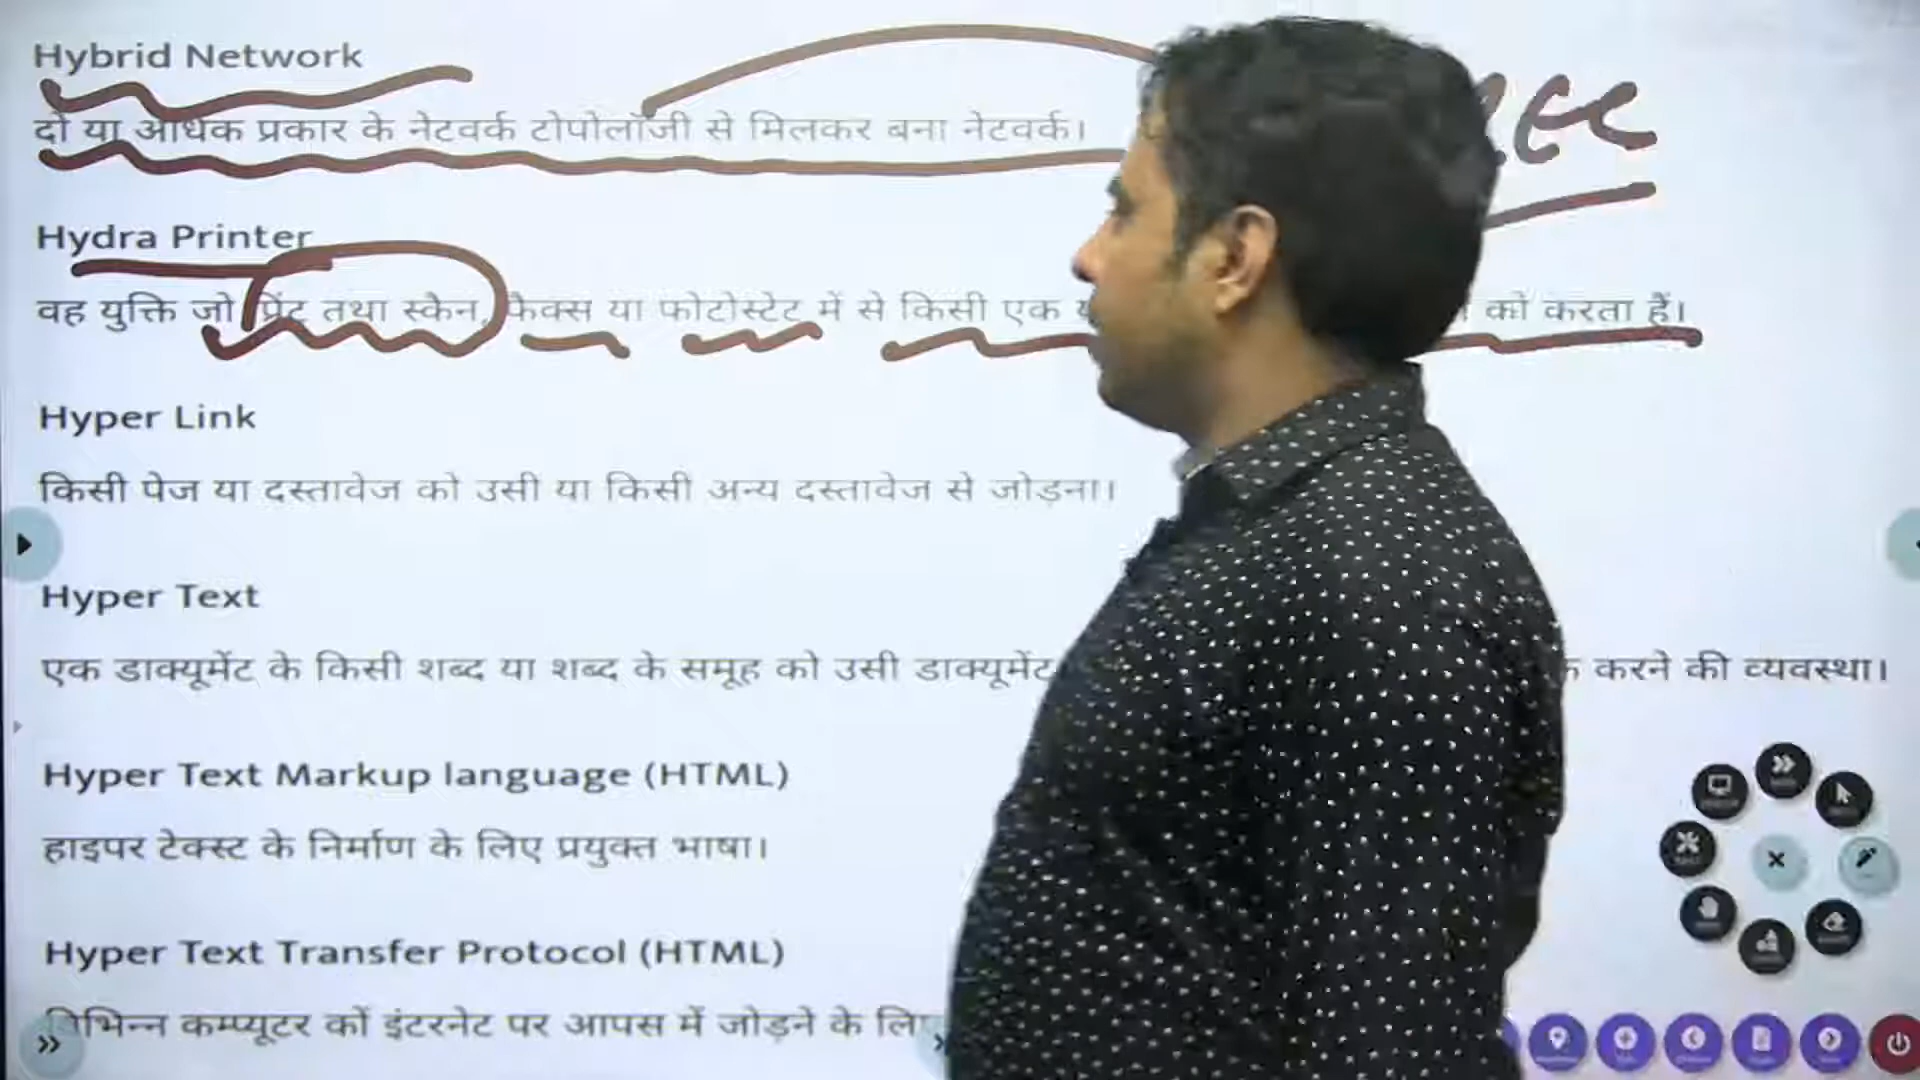 Hybrid Network
दो या अधिक प्रकार के नेटवर्क टोपोलॉजी से मिलकर बना नेटवर्क।
Hydra Printer
वह युक्ति जो प्रिंट तथा स्कैन, फैक्स या फोटोस्टेट में से किसी एक को करता हैं।
Hyper Link
किसी पेज या दस्तावेज को उसी या किसी अन्य दस्तावेज से जोड़ना।
Hyper Text
एक डाक्यूमेंट के किसी शब्द या शब्द के समूह को उसी डाक्यूमेंट करने की व्यवस्था।
Hyper Text Markup language (HTML)
हाइपर टेक्स्ट के निर्माण के लिए प्रयुक्त भाषा।
Hyper Text Transfer Protocol (HTML)
विभिन्न कम्प्यूटर कों इंटरनेट पर आपस में जोड़ने के